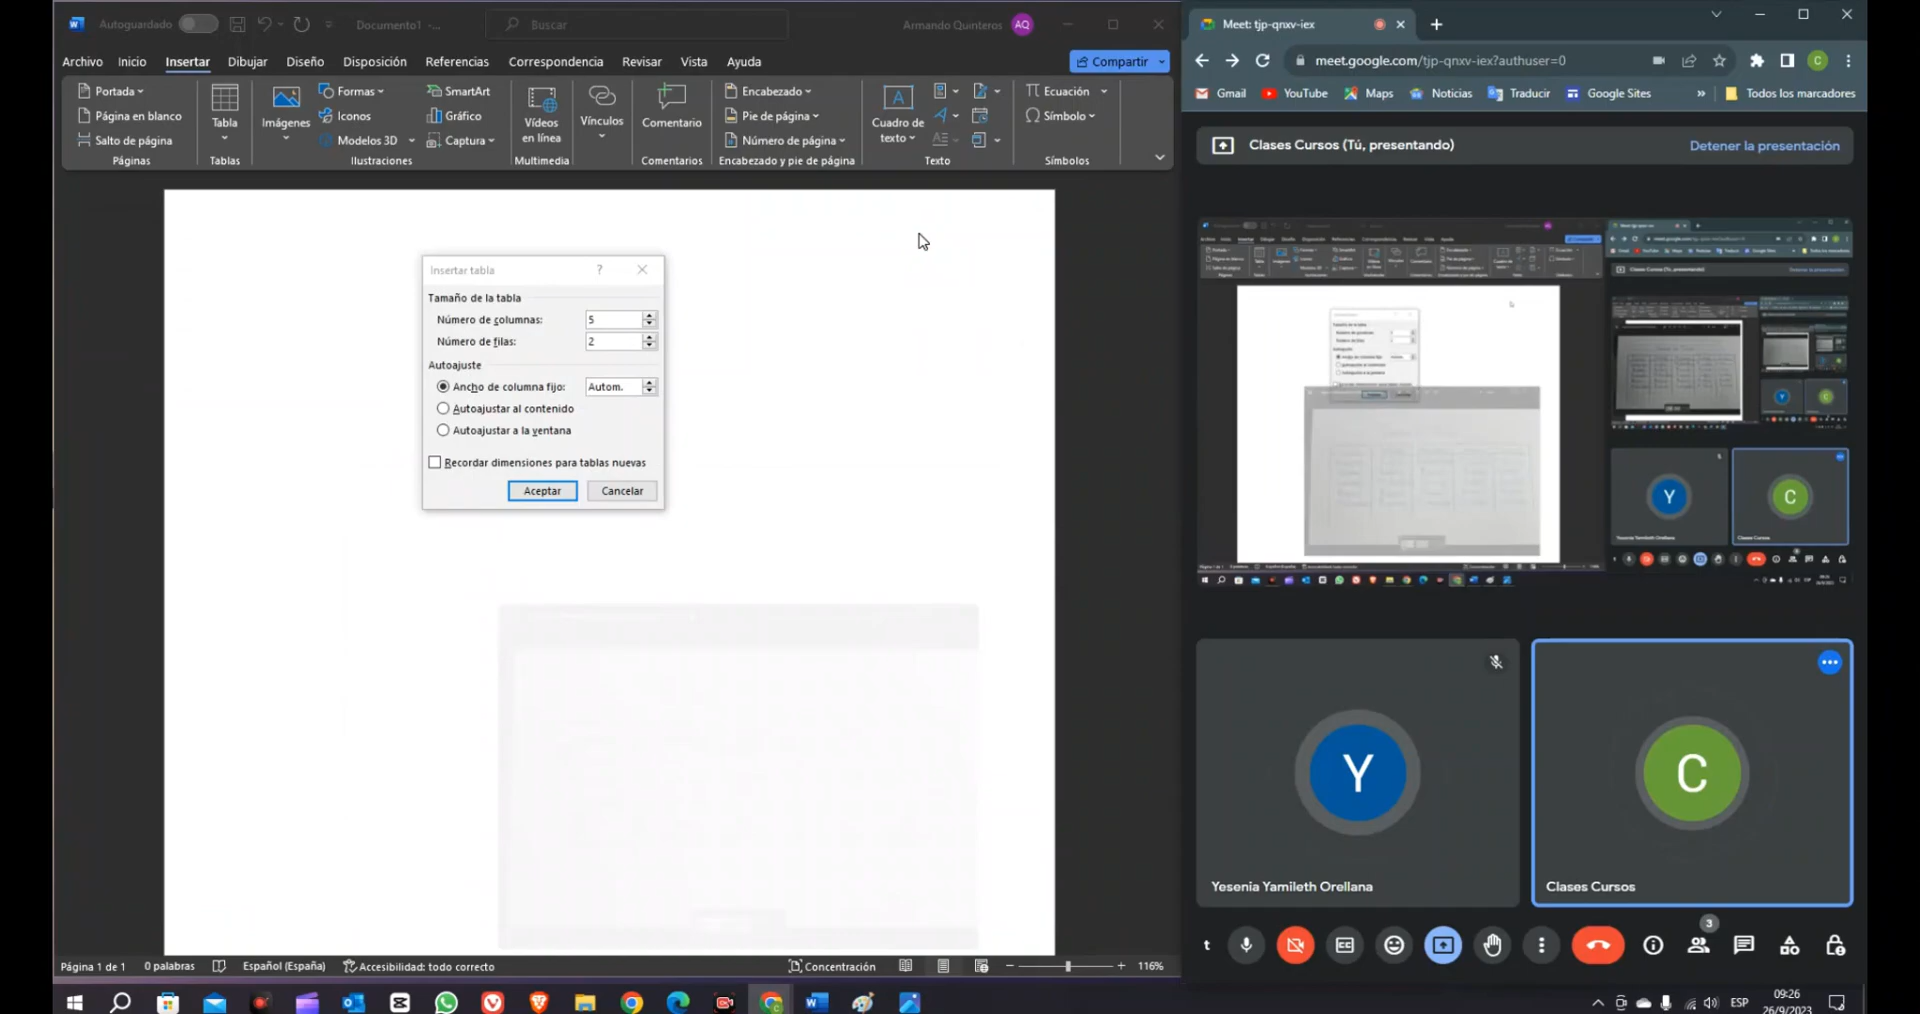 Autoguardado
Documento1 -...
Buscar
Armando Quinteros
AQ
Archivo
Inicio
Insertar
Dibujar
Diseño
Disposición
Referencias
Correspondencia
Revisar
Vista
Ayuda
Compartir
Portada
Página en blanco
Salto de página
Páginas
Tabla
Tablas
Imágenes
Formas
Iconos
Modelos 3D
SmartArt
Gráfico
Captura
Ilustraciones
Vídeos
en línea
Multimedia
Vínculos
Comentario
Comentarios
Encabezado
Pie de página
Número de página
Encabezado y pie de página
Cuadro de
texto
Texto
Ecuación
Símbolo
Símbolos
Insertar tabla
Tamaño de la tabla
Número de columnas:
5
Número de filas:
2
Autoajuste
Ancho de columna fijo:
Autom.
Autoajustar al contenido
Autoajustar a la ventana
Recordar dimensiones para tablas nuevas
Aceptar
Cancelar
Página 1 de 1
0 palabras
Español (España)
Accesibilidad: todo correcto
Concentración
116%
Meet: tjp-qnxv-iex
meet.google.com/tjp-qnxv-iex?authuser=0
C
Gmail
YouTube
Maps
Noticias
Traducir
Google Sites
»
Todos los marcadores
Clases Cursos (Tú, presentando)
Detener la presentación
Y
C
Yesenia Yamileth Orellana
Clases Cursos
Y
Yesenia Yamileth Orellana
C
Clases Cursos
t
3
ESP
09:26
26/9/2023